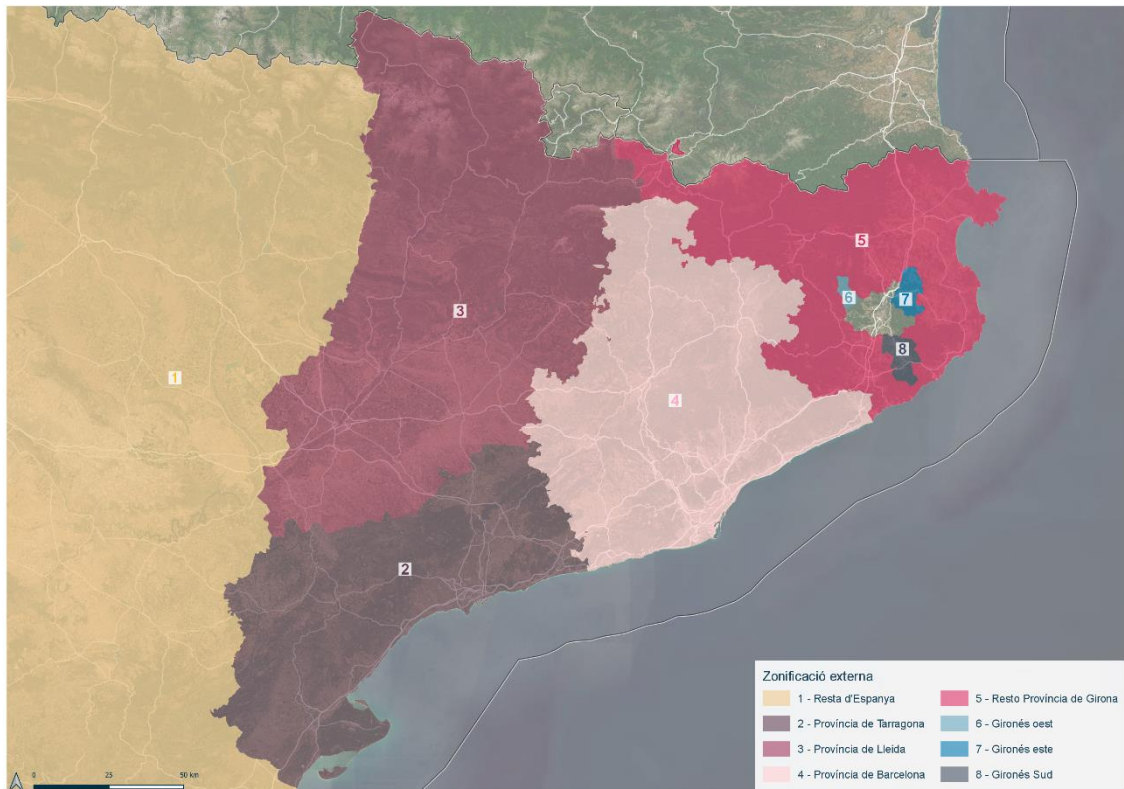 5
6
7
8
3
1
4
2
Zonificació externa
1 - Resta d'Espanya
2 - Província de Tarragona
3 - Província de Lleida
4 - Província de Barcelona
5 - Resto Província de Girona
6 - Gironés oest
7 - Gironés este
8 - Gironés Sud
0 25 50 km